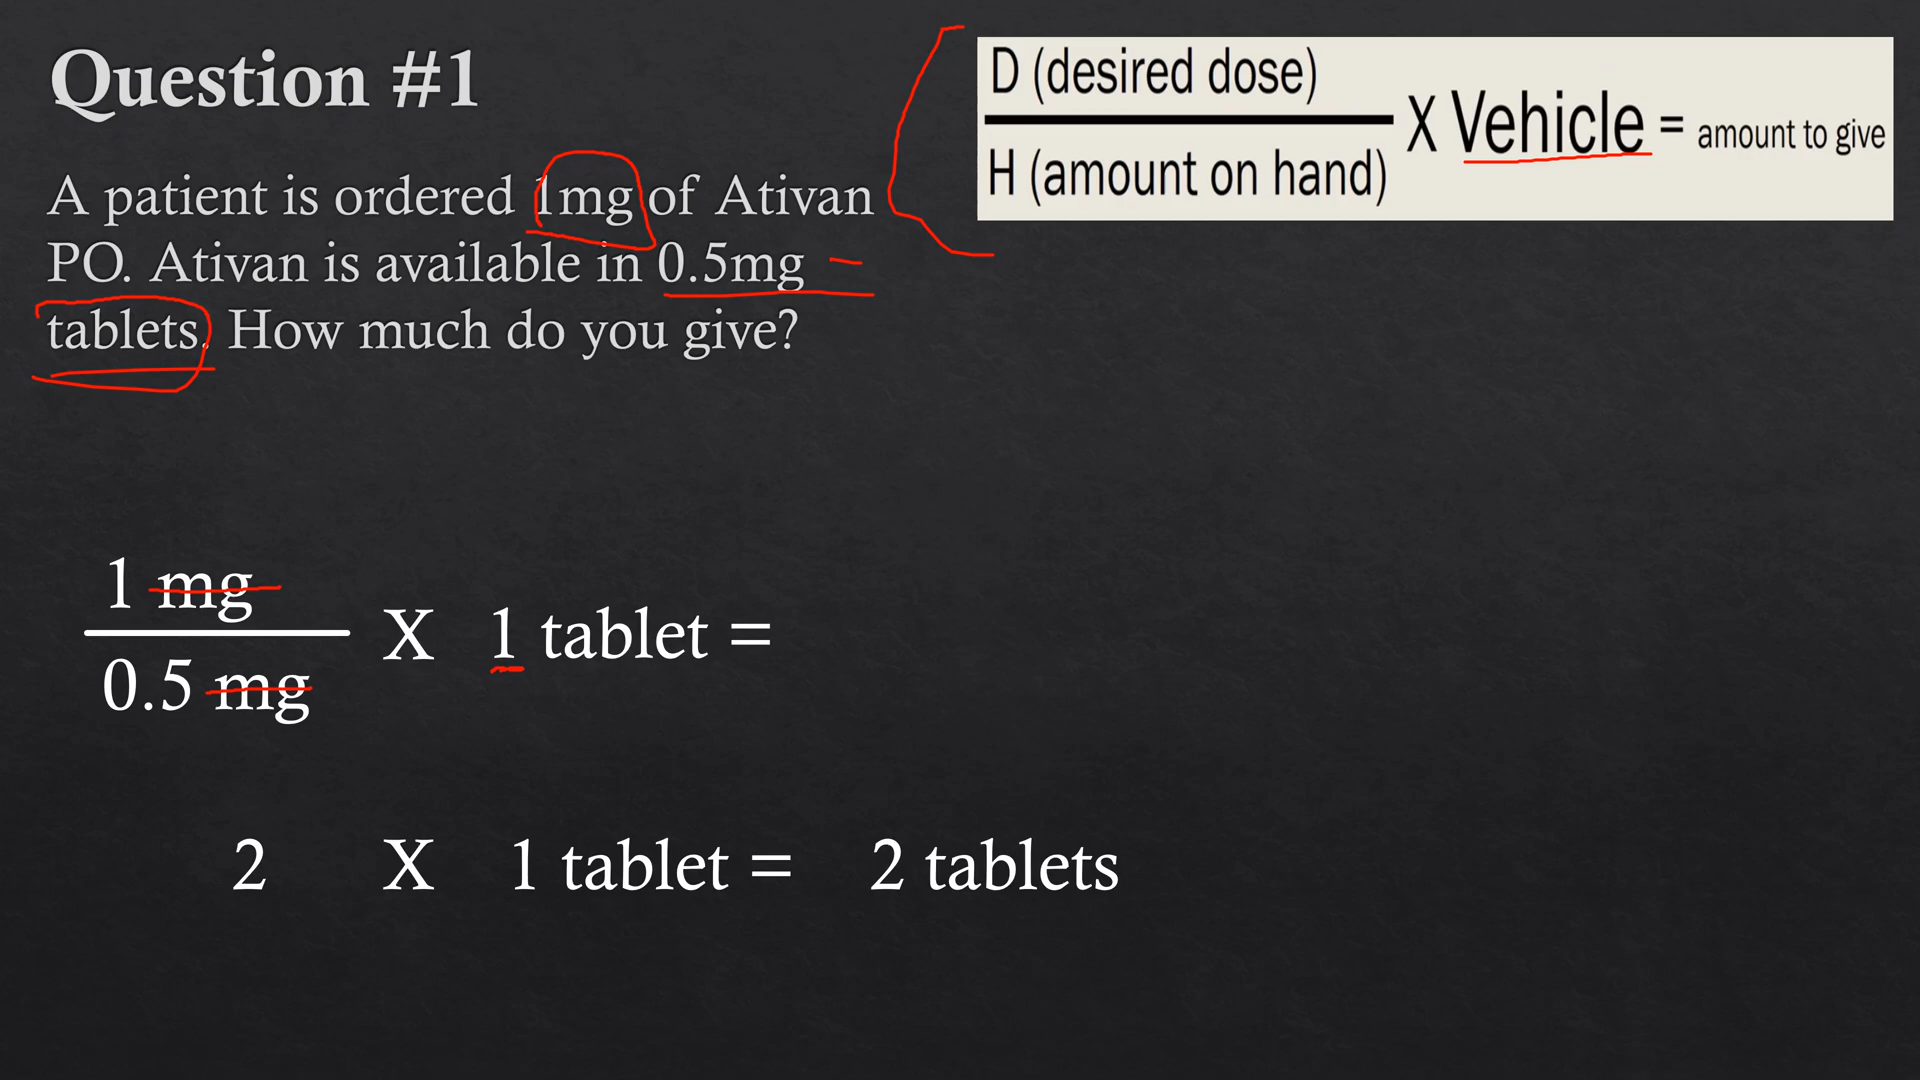 Question #1
A patient is ordered 1mg of Ativan
PO. Ativan is available in 0.5mg
tablets. How much do you give?
D (desired dose)
H (amount on hand)
X Vehicle = amount to give
1 mg
0.5 mg
X 1 tablet =
2 X 1 tablet = 2 tablets